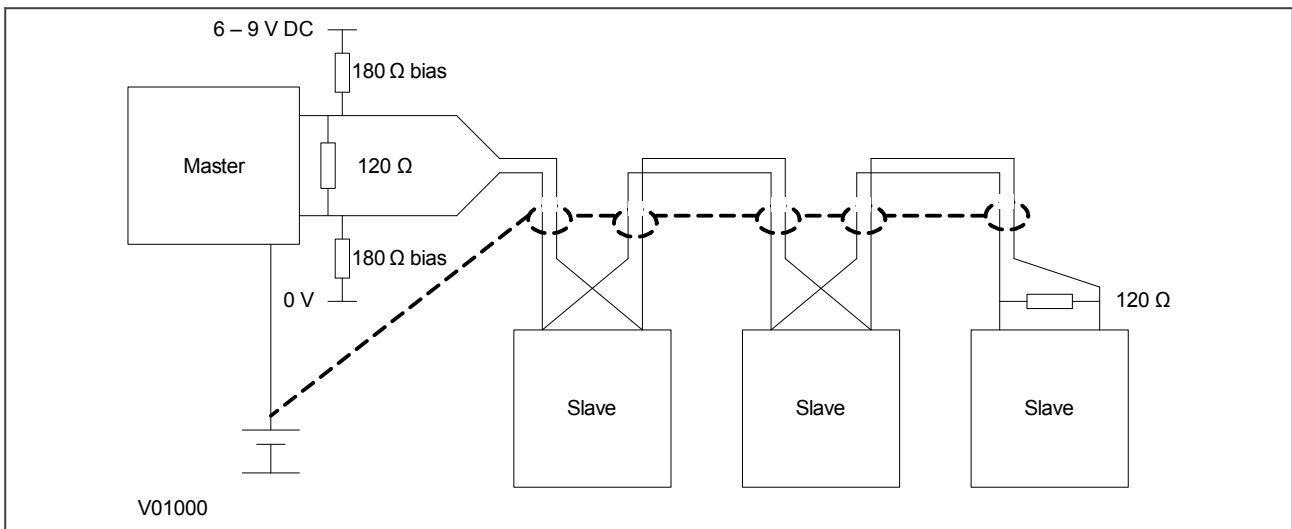 6 – 9 V DC
180 Ω bias
Master
120 Ω
180 Ω bias
0 V
120 Ω
Slave
Slave
Slave
V01000